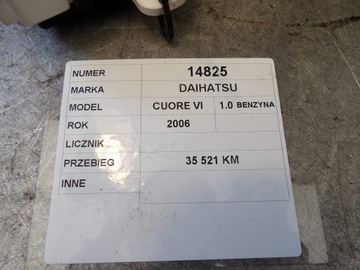 NUMER 14825
MARKA DAIHATSU
MODEL CUORE VI 1.0 BENZYNA
ROK 2006
LICZNIK
PRZEBIEG 35 521 KM
INNE